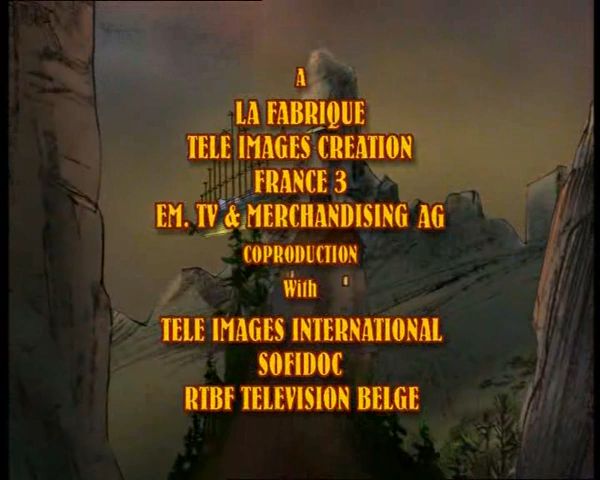 A
LA FABRIQUE
TELE IMAGES CREATION
FRANCE 3
EM. TV & MERCHANDISING AG
COPRODUCTION
With
TELE IMAGES INTERNATIONAL
SOFIDOC
RTBF TELEVISION BELGE